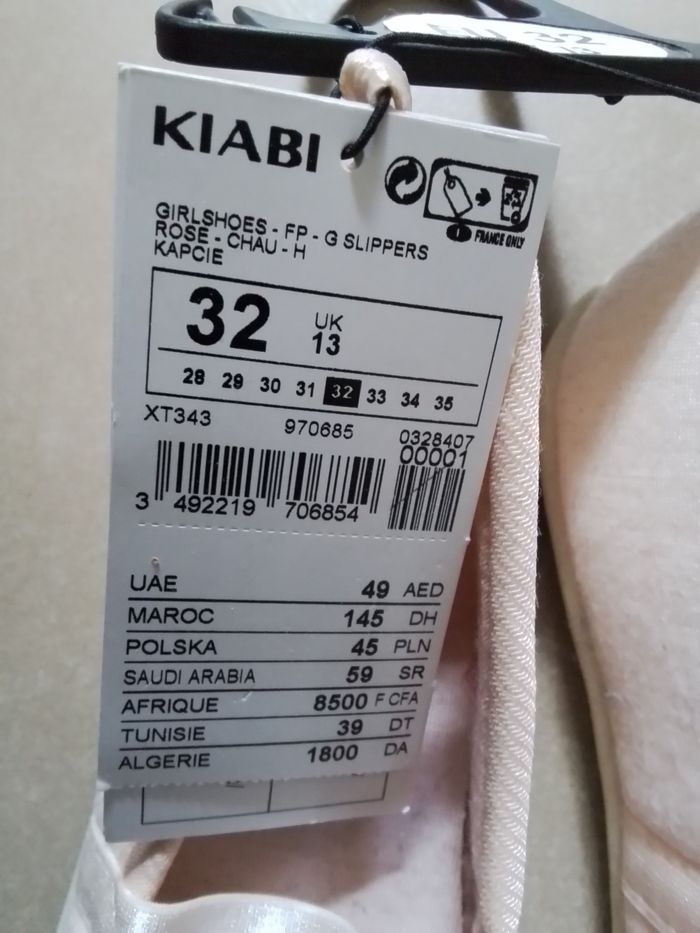 32
KIABI
FRANCE ONLY
GIRLSHOES - FP - G SLIPPERS
ROSE - CHAU - H
KAPCIE
32
UK
13
28 29 30 31 32 33 34 35
XT343 970685 0328407
00001
3 492219 706854
UAE 49 AED
MAROC 145 DH
POLSKA 45 PLN
SAUDI ARABIA 59 SR
AFRIQUE 8500 F CFA
TUNISIE 39 DT
ALGERIE 1800 DA